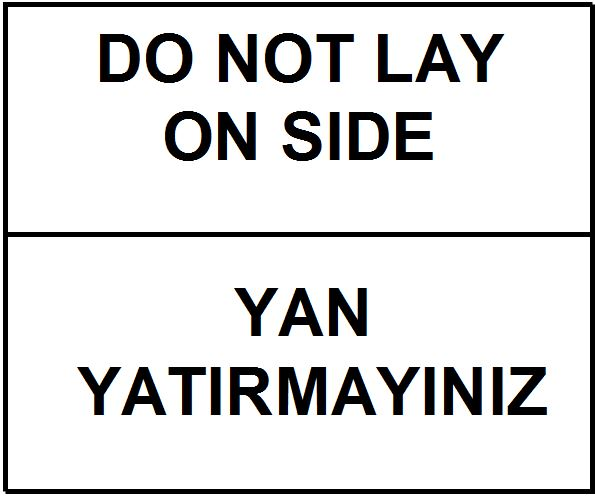 DO NOT LAY
ON SIDE
YAN
YATIRMAYINIZ